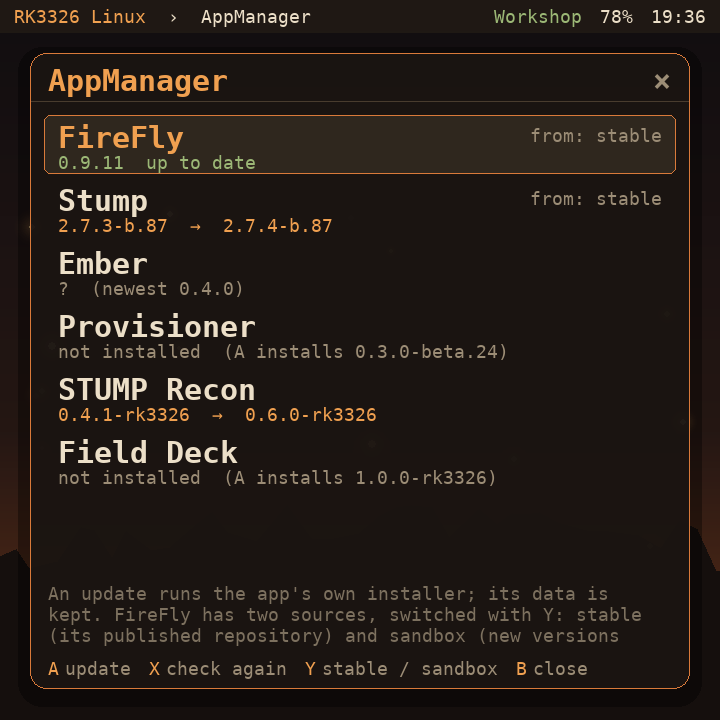 RK3326 Linux › AppManager Workshop 78% 19:36
AppManager ×
FireFly from: stable
0.9.11 up to date
Stump from: stable
2.7.3-b.87 → 2.7.4-b.87
Ember
? (newest 0.4.0)
Provisioner
not installed (A installs 0.3.0-beta.24)
STUMP Recon
0.4.1-rk3326 → 0.6.0-rk3326
Field Deck
not installed (A installs 1.0.0-rk3326)
An update runs the app's own installer; its data is
kept. FireFly has two sources, switched with Y: stable
(its published repository) and sandbox (new versions
A update X check again Y stable / sandbox B close